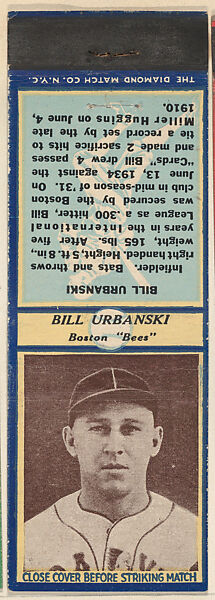 THE DIAMOND MATCH CO. N.Y.C.
BILL URBANSKI
Infielder. Bats and throws
right handed. Height, 5 ft. 8 in.,
weight, 165 lbs. After five
years in the International
League as a .300 hitter, Bill
was secured by the Boston
club in mid-season of '31. On
June 13, 1934 against the
"Cards," Bill drew 4 passes
and made 2 sacrifice hits to
tie a record set by the late
Miller Huggins on June 4,
1910.
BILL URBANSKI
Boston "Bees"
CLOSE COVER BEFORE STRIKING MATCH